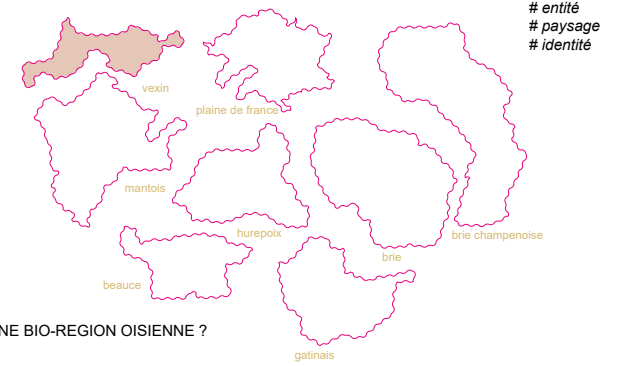 # entité
# paysage
# identité
vexin
plaine de france
mantois
hurepoix
brie champenoise
brie
beauce
NE BIO-REGION OISIENNE ?
gatinais